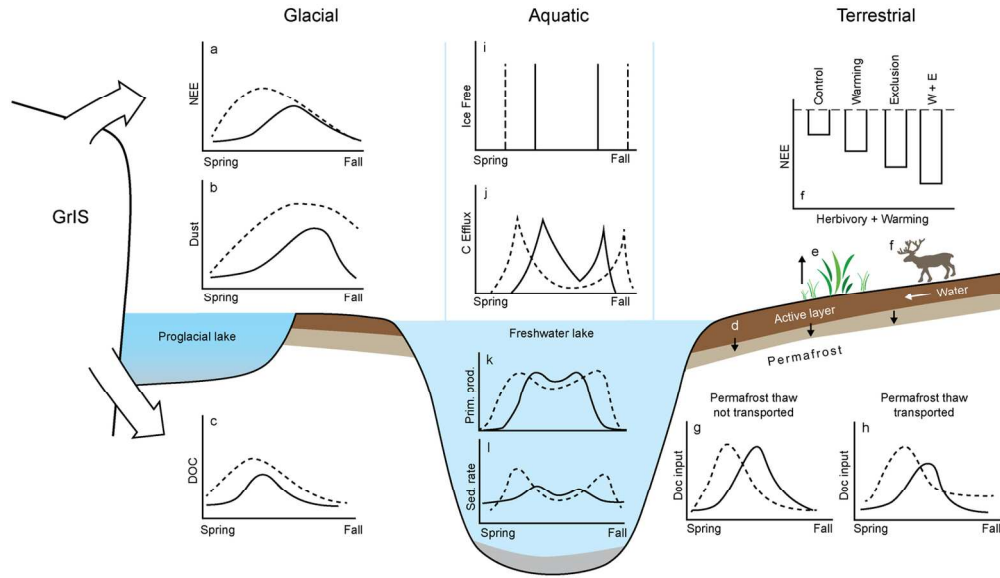 Glacial
Aquatic
Terrestrial
GrIS
a
NEE
Spring
Fall
b
Dust
Spring
Fall
Proglacial lake
c
DOC
Spring
Fall
i
Ice Free
Spring
Fall
j
C Efflux
Spring
Fall
Freshwater lake
k
Prim. prod.
l
Sed. rate
Spring
Fall
Control
Warming
Exclusion
W + E
NEE
f
Herbivory + Warming
e
f
Water
d
Active layer
Permafrost
Permafrost thaw
not transported
g
Doc input
Spring
Fall
Permafrost thaw
transported
h
Doc input
Spring
Fall